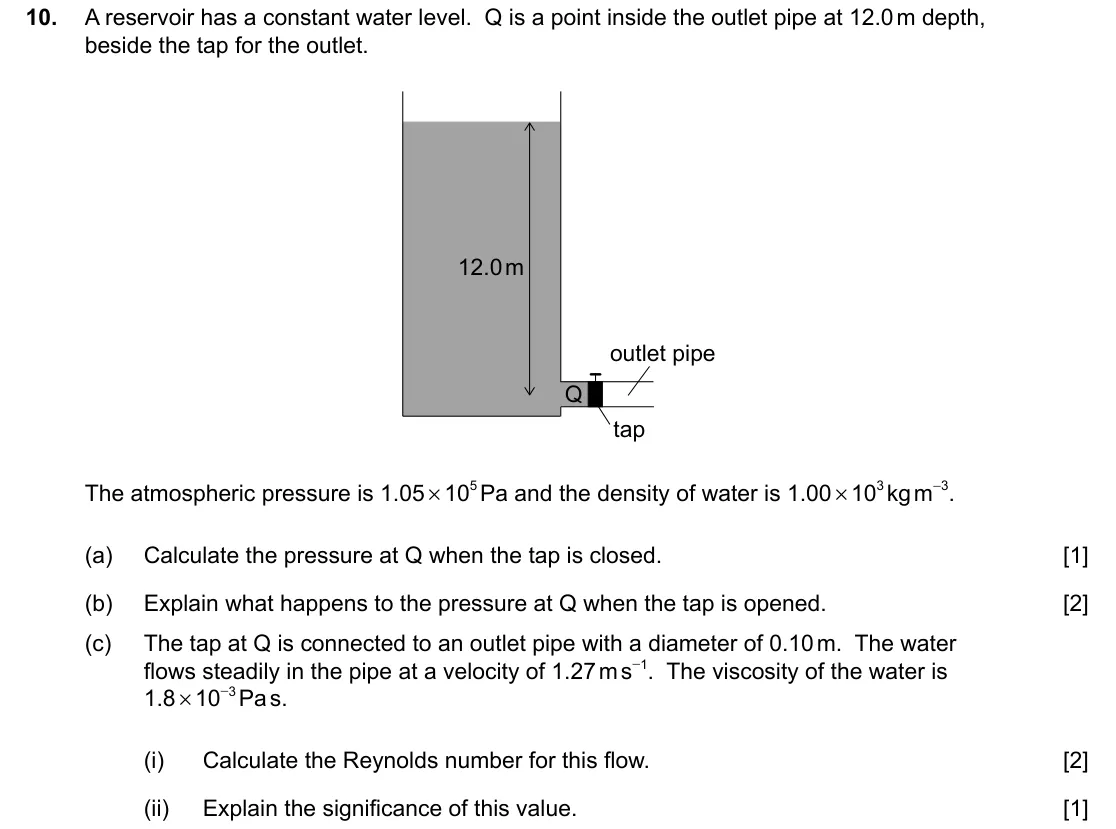 10. A reservoir has a constant water level. Q is a point inside the outlet pipe at 12.0 m depth,
beside the tap for the outlet.
12.0 m
outlet pipe
Q
tap
The atmospheric pressure is 1.05 × 10⁵ Pa and the density of water is 1.00 × 10³ kg m⁻³.
(a) Calculate the pressure at Q when the tap is closed. [1]
(b) Explain what happens to the pressure at Q when the tap is opened. [2]
(c) The tap at Q is connected to an outlet pipe with a diameter of 0.10 m. The water
flows steadily in the pipe at a velocity of 1.27 m s⁻¹. The viscosity of the water is
1.8 × 10⁻³ Pa s.
(i) Calculate the Reynolds number for this flow. [2]
(ii) Explain the significance of this value. [1]